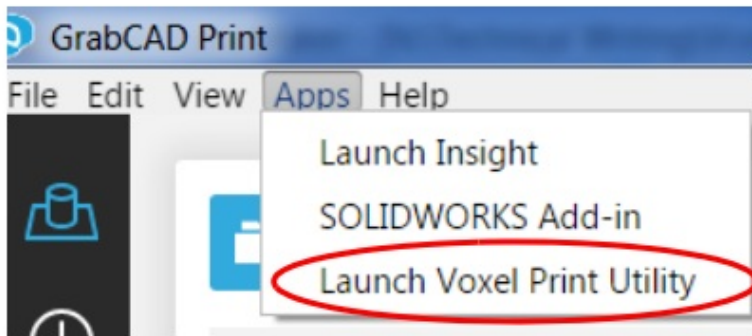 GrabCAD Print
File Edit View Apps Help
Launch Insight
SOLIDWORKS Add-in
Launch Voxel Print Utility